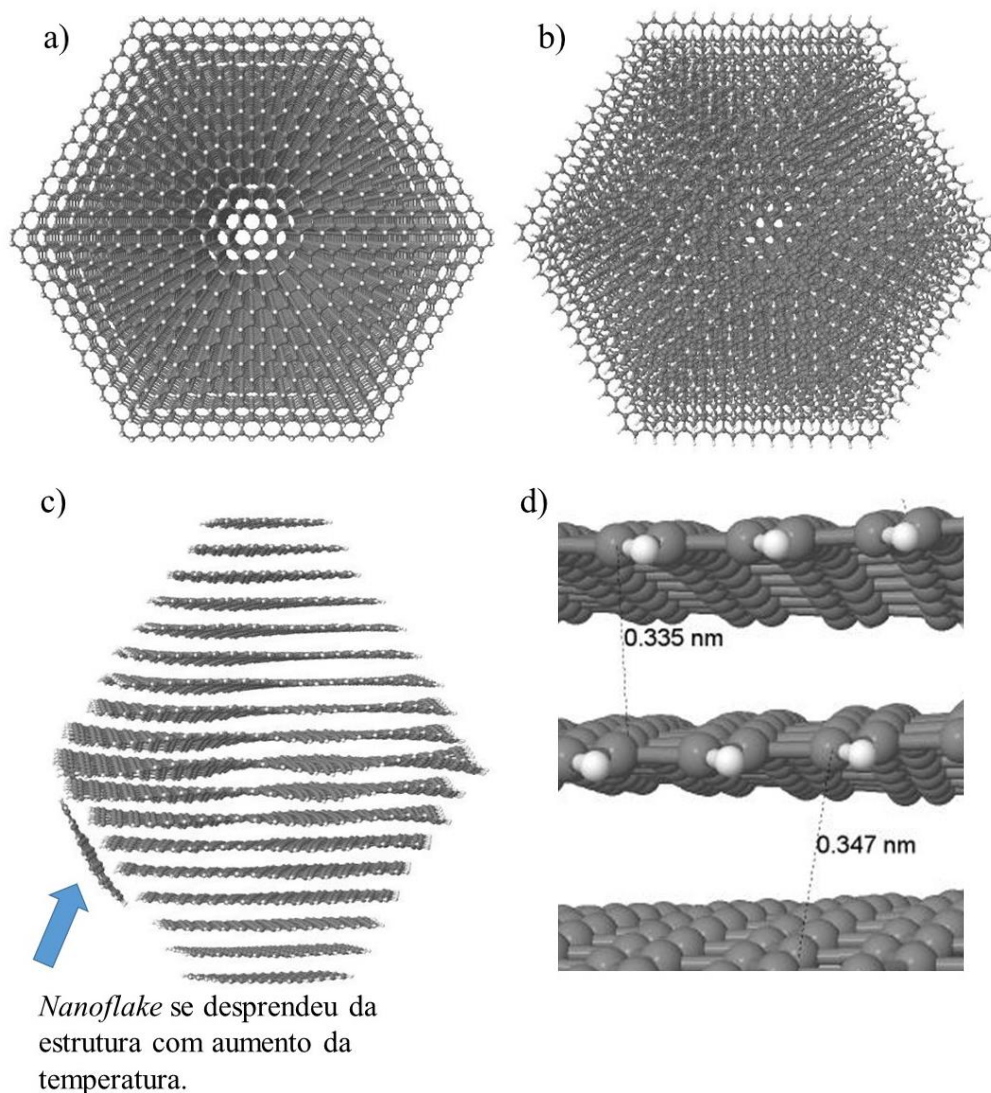 a)
b)
c)
d)
0.335 nm
0.347 nm
Nanoflake se desprendeu da
estrutura com aumento da
temperatura.